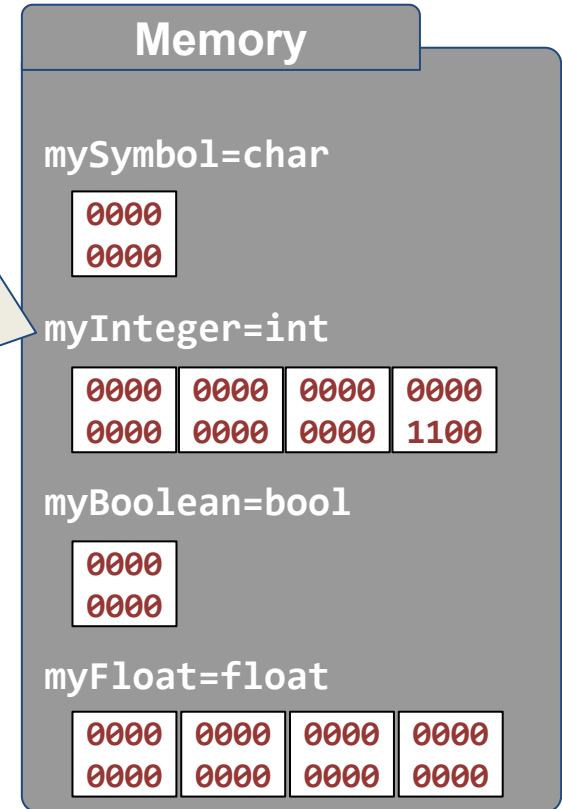 Memory
mySymbol=char
0000
0000
myInteger=int
0000 0000 0000 0000
0000 0000 0000 1100
myBoolean=bool
0000
0000
myFloat=float
0000 0000 0000 0000
0000 0000 0000 0000